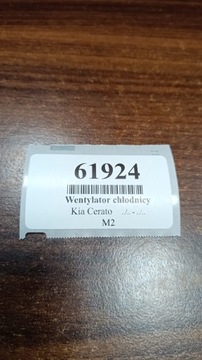 61924
Wentylator chłodnicy
Kia Cerato ./.. - ./..
M2